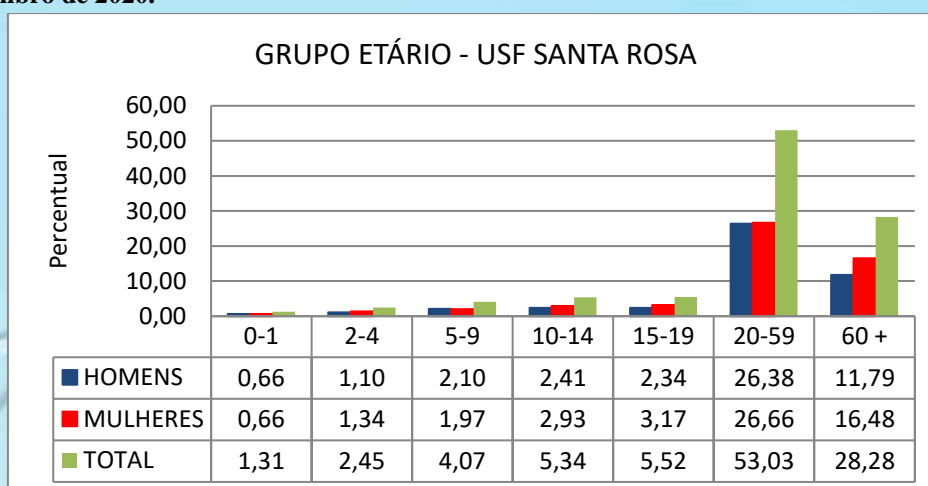 mbro de 2020.
GRUPO ETÁRIO - USF SANTA ROSA
Percentual
60,00
50,00
40,00
30,00
20,00
10,00
0,00
0-1 2-4 5-9 10-14 15-19 20-59 60 +
HOMENS 0,66 1,10 2,10 2,41 2,34 26,38 11,79
MULHERES 0,66 1,34 1,97 2,93 3,17 26,66 16,48
TOTAL 1,31 2,45 4,07 5,34 5,52 53,03 28,28